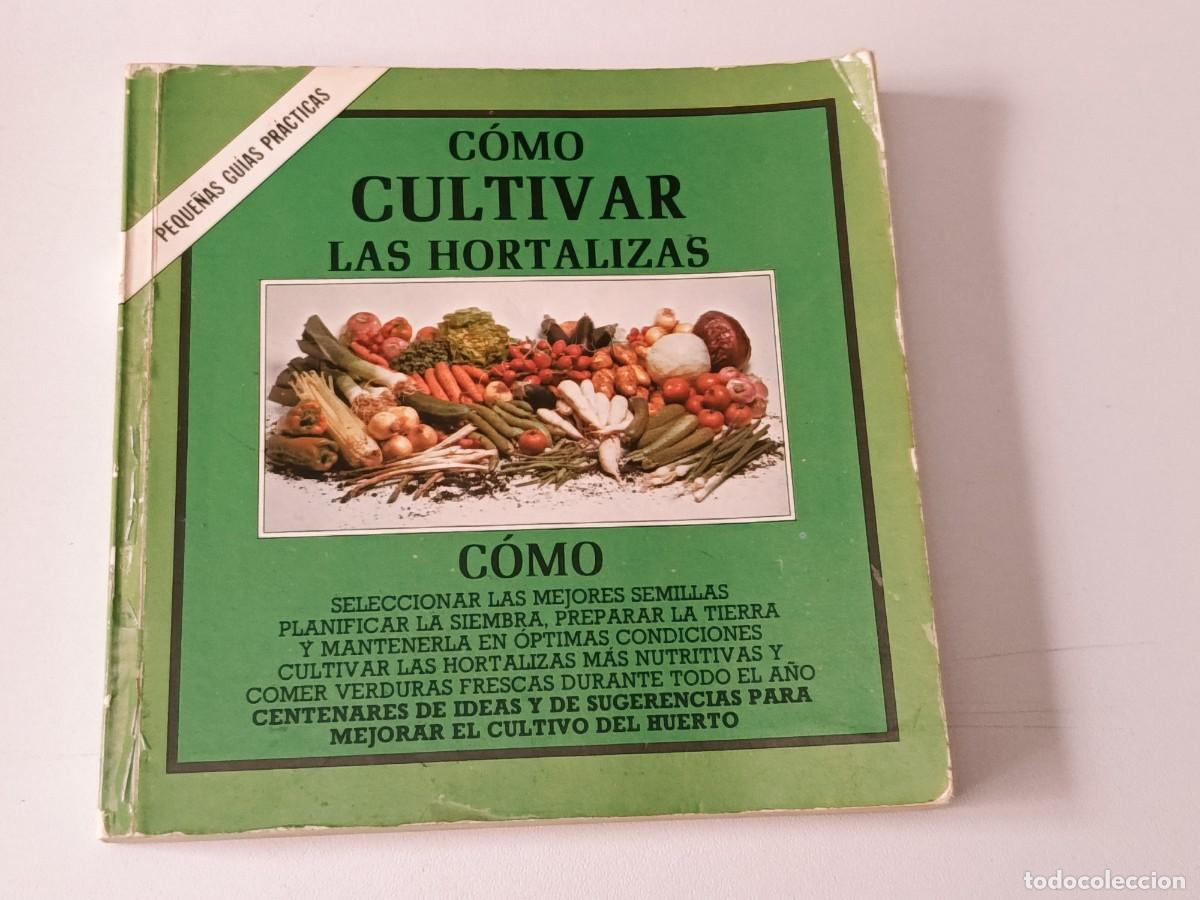 PEQUEÑAS GUÍAS PRÁCTICAS
CÓMO
CULTIVAR
LAS HORTALIZAS
CÓMO
SELECCIONAR LAS MEJORES SEMILLAS
PLANIFICAR LA SIEMBRA, PREPARAR LA TIERRA
Y MANTENERLA EN ÓPTIMAS CONDICIONES
CULTIVAR LAS HORTALIZAS MÁS NUTRITIVAS Y
COMER VERDURAS FRESCAS DURANTE TODO EL AÑO
CENTENARES DE IDEAS Y DE SUGERENCIAS PARA
MEJORAR EL CULTIVO DEL HUERTO
todocoleccion